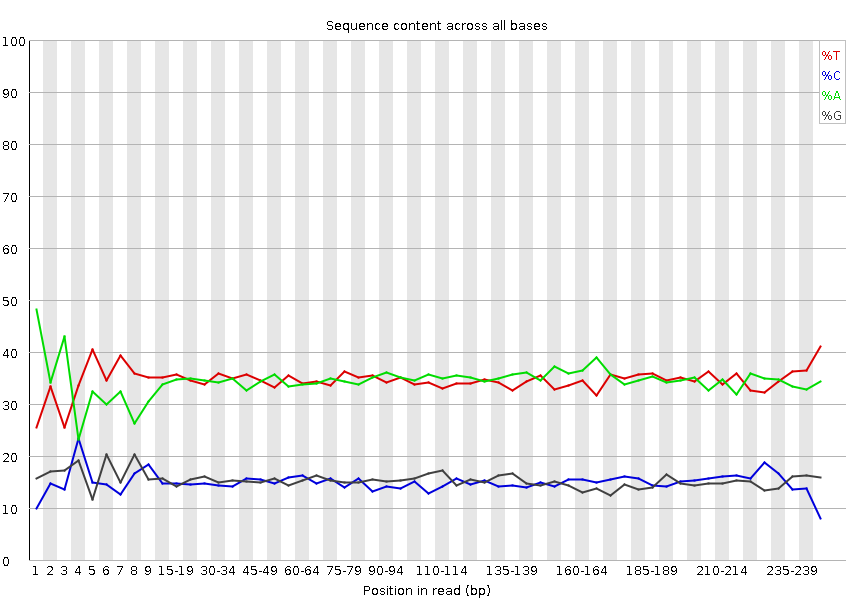 Sequence content across all bases
100
90
80
70
60
50
40
30
20
10
0
%T
%C
%A
%G
1 2 3 4 5 6 7 8 9 15-19 30-34 45-49 60-64 75-79 90-94 110-114 135-139 160-164 185-189 210-214 235-239
Position in read (bp)